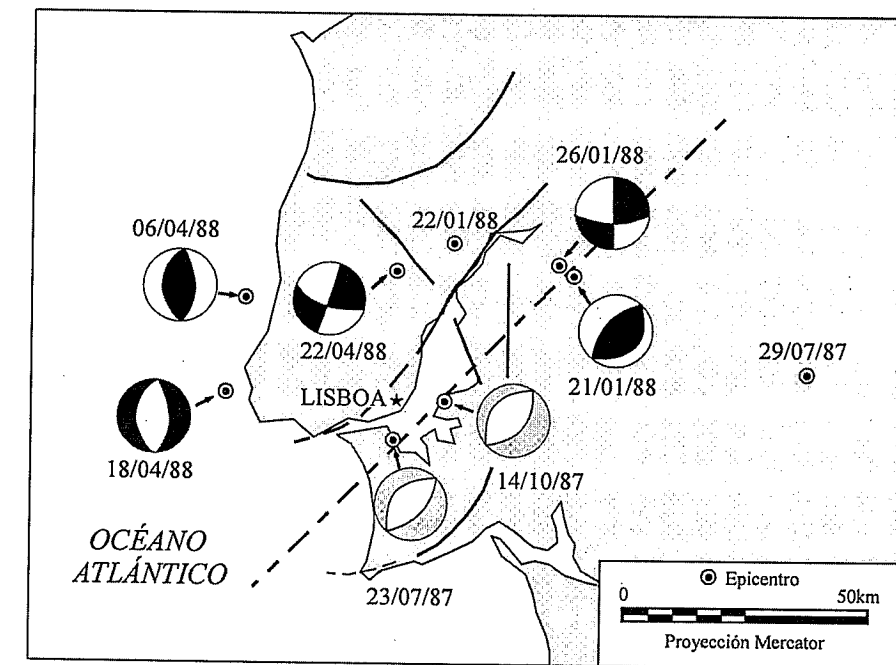 26/01/88
22/01/88
06/04/88
22/04/88
29/07/87
21/01/88
LISBOA
18/04/88
14/10/87
OCÉANO
ATLÁNTICO
23/07/87
Epicentro
0 50km
Proyección Mercator